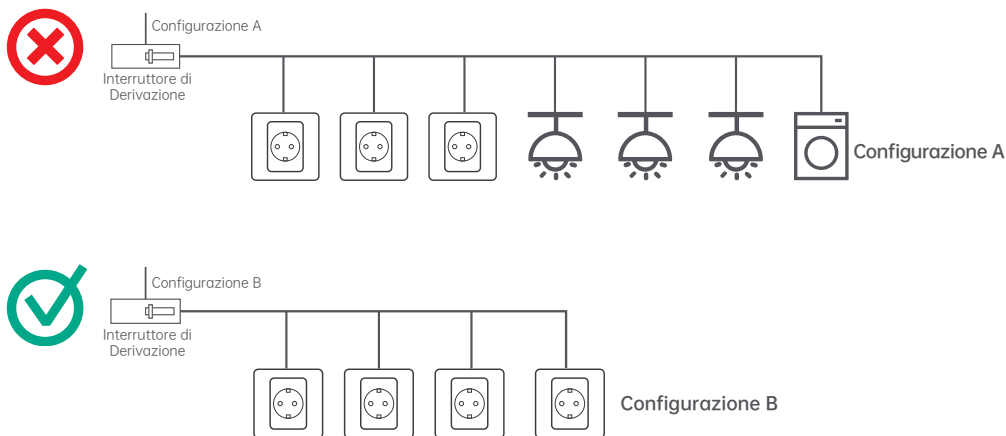 Configurazione A
Interruttore di
Derivazione
Configurazione A
Configurazione B
Interruttore di
Derivazione
Configurazione B